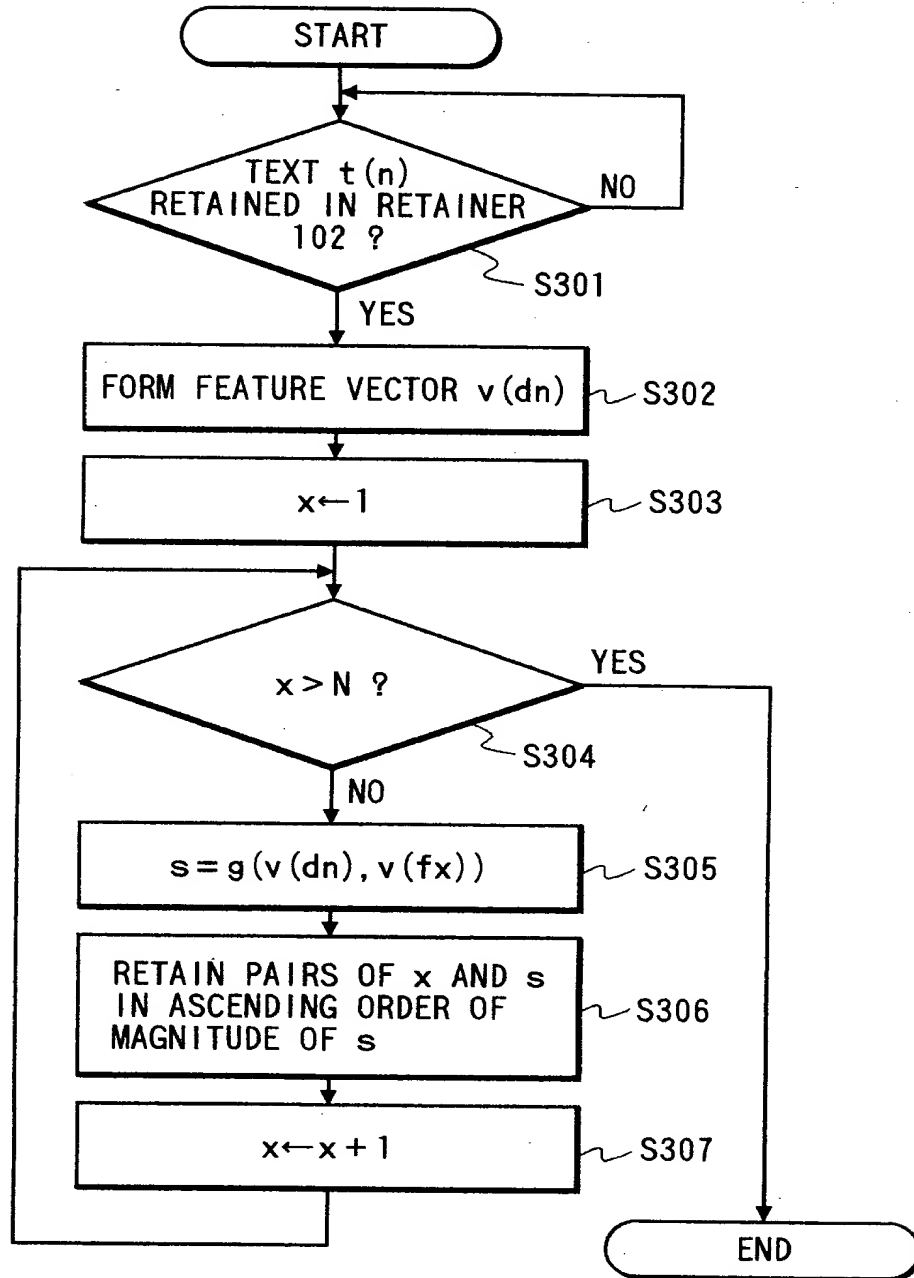 START
TEXT t(n)
RETAINED IN RETAINER
102 ?
NO
S301
YES
FORM FEATURE VECTOR v(dn)
S302
x←1
S303
x>N ?
YES
S304
NO
s=g(v(dn),v(fx))
S305
RETAIN PAIRS OF x AND s
IN ASCENDING ORDER OF
MAGNITUDE OF s
S306
x←x+1
S307
END